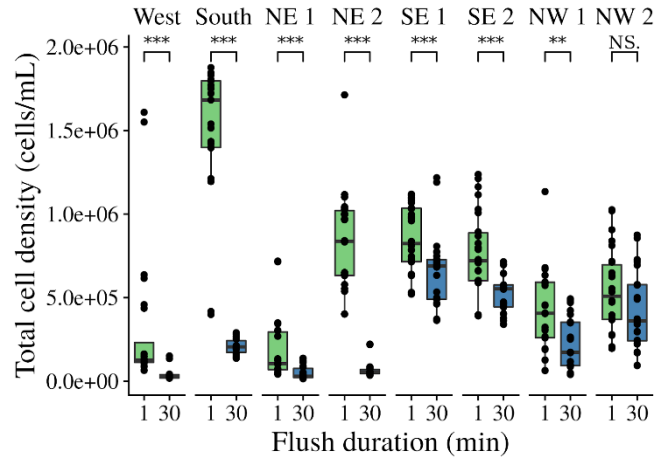 West South NE 1 NE 2 SE 1 SE 2 NW 1 NW 2
*** *** *** *** *** *** ** NS.
Total cell density (cells/mL)
2.0e+06
1.5e+06
1.0e+06
5.0e+05
0.0e+00
1 30 1 30 1 30 1 30 1 30 1 30 1 30 1 30
Flush duration (min)